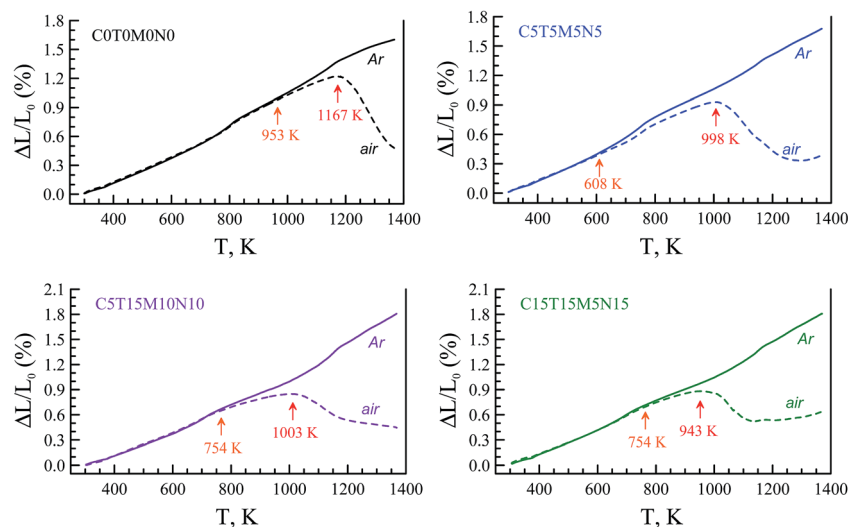 C0T0M0N0
ΔL/L₀ (%)
1.8
1.5
1.2
0.9
0.6
0.3
0.0
Ar
air
953 K
1167 K
400 600 800 1000 1200 1400
T, K
C5T5M5N5
ΔL/L₀ (%)
1.8
1.5
1.2
0.9
0.6
0.3
0.0
Ar
air
608 K
998 K
400 600 800 1000 1200 1400
T, K
C5T15M10N10
ΔL/L₀ (%)
2.1
1.8
1.5
1.2
0.9
0.6
0.3
0.0
Ar
air
754 K
1003 K
400 600 800 1000 1200 1400
T, K
C15T15M5N15
ΔL/L₀ (%)
2.1
1.8
1.5
1.2
0.9
0.6
0.3
0.0
Ar
air
754 K
943 K
400 600 800 1000 1200 1400
T, K